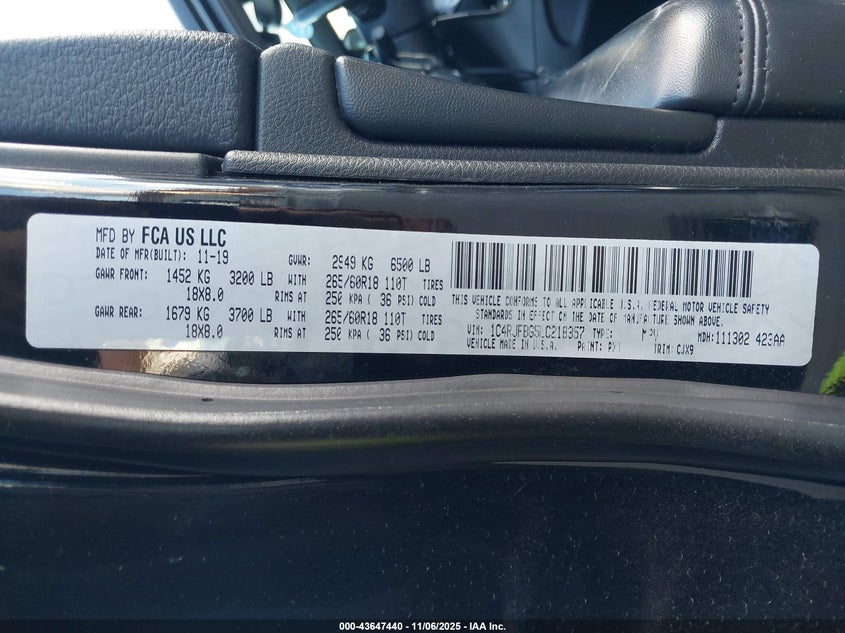 MFD BY FCA US LLC
DATE OF MFR(BUILT): 11-19 GVWR: 2949 KG 6500 LB
GAWR FRONT: 1452 KG 3200 LB WITH 265/60R18 110T TIRES
18X8.0 RIMS AT 250 KPA ( 36 PSI) COLD
GAWR REAR: 1679 KG 3700 LB WITH 265/60R18 110T TIRES
18X8.0 RIMS AT 250 KPA ( 36 PSI) COLD
THIS VEHICLE CONFORMS TO ALL APPLICABLE U.S.A. FEDERAL MOTOR VEHICLE SAFETY
STANDARDS IN EFFECT ON THE DATE OF MANUFACTURE SHOWN ABOVE.
VIN: 1C4RJFBG5LC218357 TYPE: MDH:111302 423AA
VEHICLE MADE IN U.S.A. PAINT: TRIM: CJX9
000-43647440 - 11/06/2025 - IAA Inc.